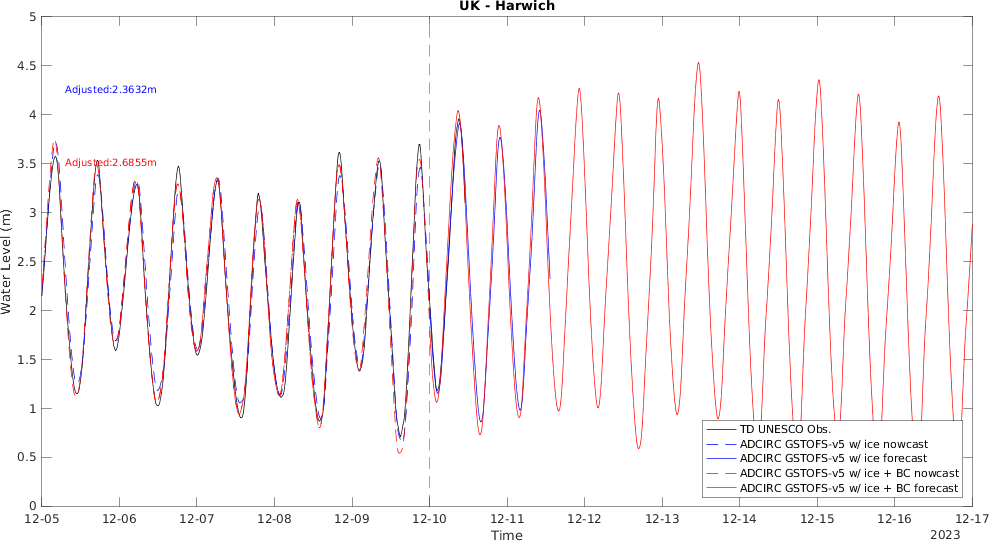 UK - Harwich
5
4.5
4
3.5
3
2.5
2
1.5
1
0.5
0
Water Level (m)
Adjusted:2.3632m
Adjusted:2.6855m
TD UNESCO Obs.
ADCIRC GSTOFS-v5 w/ ice nowcast
ADCIRC GSTOFS-v5 w/ ice forecast
ADCIRC GSTOFS-v5 w/ ice + BC nowcast
ADCIRC GSTOFS-v5 w/ ice + BC forecast
12-05 12-06 12-07 12-08 12-09 12-10 12-11 12-12 12-13 12-14 12-15 12-16 12-17
Time
2023